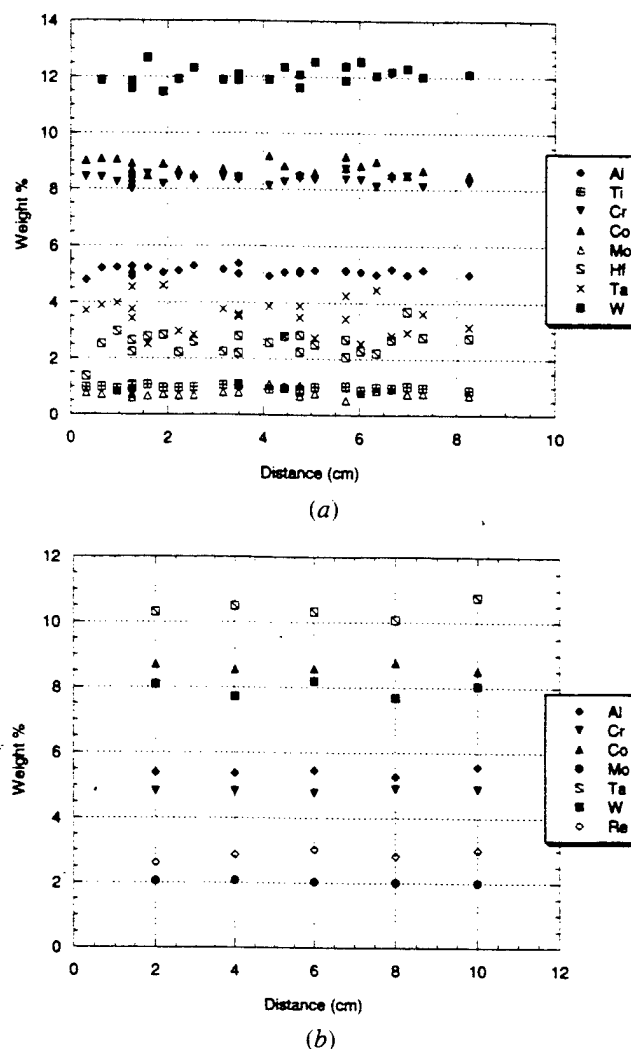 14
12
10
8
6
4
2
0
Weight %
0 2 4 6 8 10
Distance (cm)
Al
Ti
Cr
Co
Mo
Hf
Ta
W
(a)
12
10
8
6
4
2
0
Weight %
0 2 4 6 8 10 12
Distance (cm)
Al
Cr
Co
Mo
Ta
W
Re
(b)